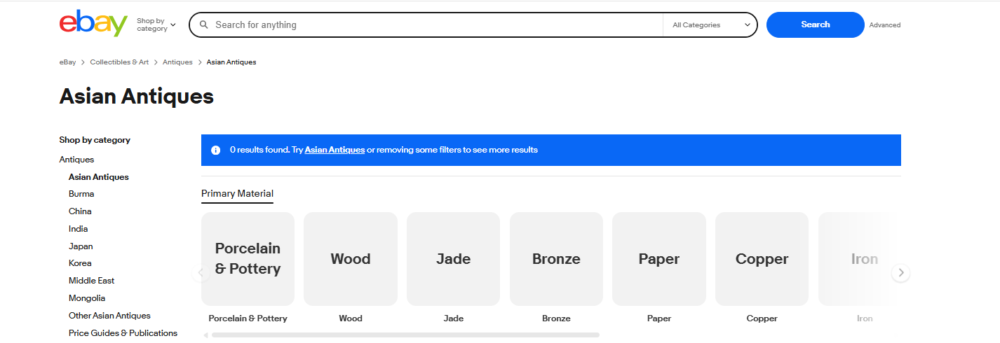 ebay
Shop by
category
Search for anything
All Categories
Search
Advanced
eBay > Collectibles & Art > Antiques > Asian Antiques
Asian Antiques
Shop by category
Antiques
Asian Antiques
Burma
China
India
Japan
Korea
Middle East
Mongolia
Other Asian Antiques
Price Guides & Publications
0 results found. Try Asian Antiques or removing some filters to see more results
Primary Material
Porcelain
& Pottery
Wood
Jade
Bronze
Paper
Copper
Iron
Porcelain & Pottery
Wood
Jade
Bronze
Paper
Copper
Iron